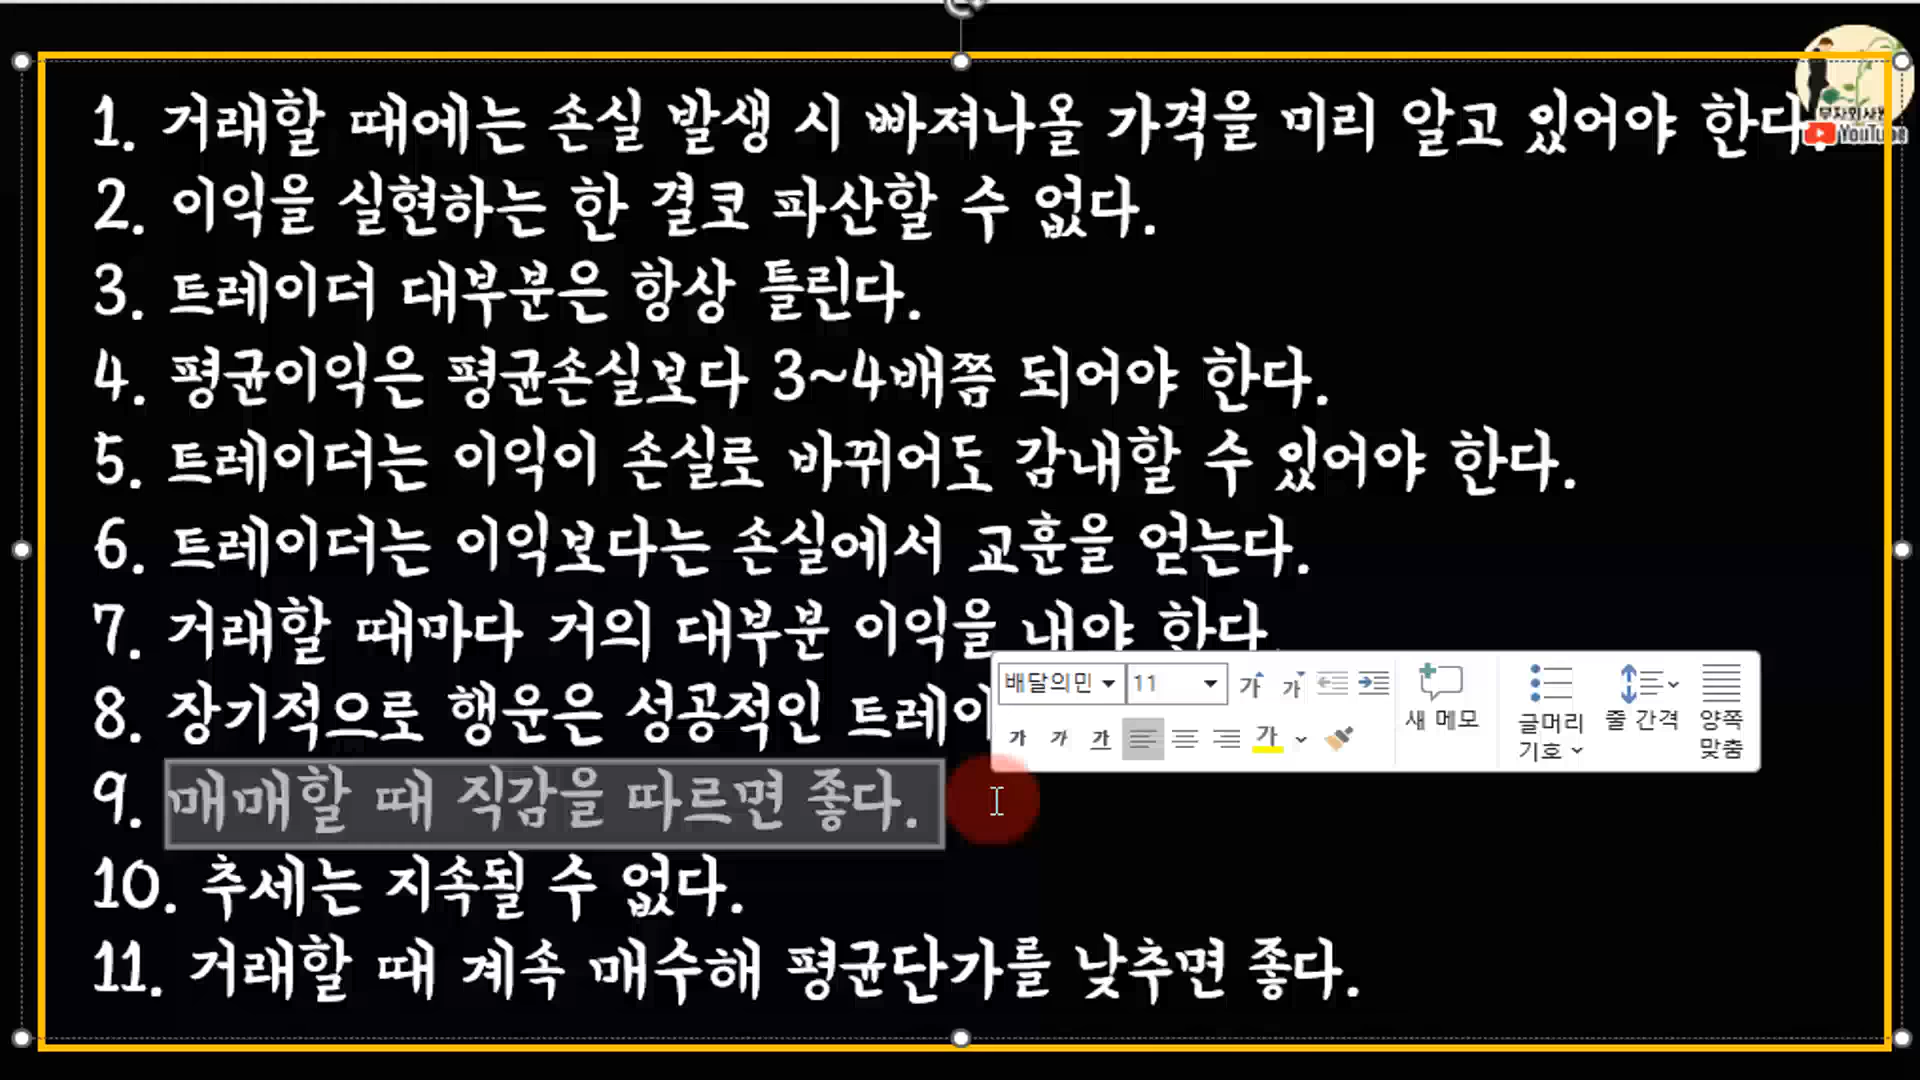 1. 거래할 때에는 손실 발생 시 빠져나올 가격을 미리 알고 있어야 한다.
YouTube
2. 이익을 실현하는 한 결코 파산할 수 없다.
3. 트레이더 대부분은 항상 틀린다.
4. 평균이익은 평균손실보다 3~4배쯤 되어야 한다.
5. 트레이더는 이익이 손실로 바뀌어도 감내할 수 있어야 한다.
6. 트레이더는 이익보다는 손실에서 교훈을 얻는다.
7. 거래할 때마다 거의 대부분 이익을 내야 한다.
배달의민 11 가 가
새 메모
글머리 기호
줄 간격
양쪽 맞춤
가 가 가 가
8. 장기적으로 행운은 성공적인 트레이
9. 매매할 때 직감을 따르면 좋다.
10. 추세는 지속될 수 없다.
11. 거래할 때 계속 매수해 평균단가를 낮추면 좋다.